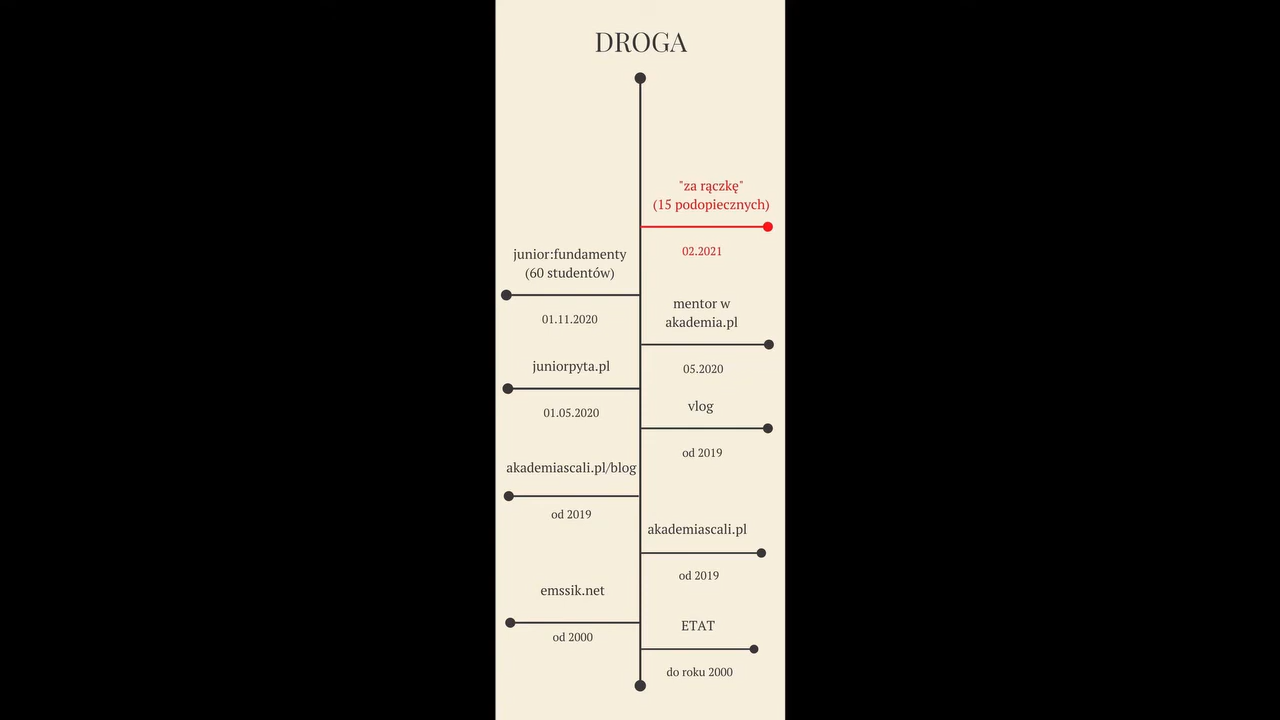 DROGA
"za rączkę"
(15 podopiecznych)
02.2021
junior:fundamenty
(60 studentów)
01.11.2020
mentor w
akademia.pl
05.2020
juniorpyta.pl
01.05.2020
vlog
od 2019
akademiascali.pl/blog
od 2019
akademiascali.pl
od 2019
emssik.net
od 2000
ETAT
do roku 2000